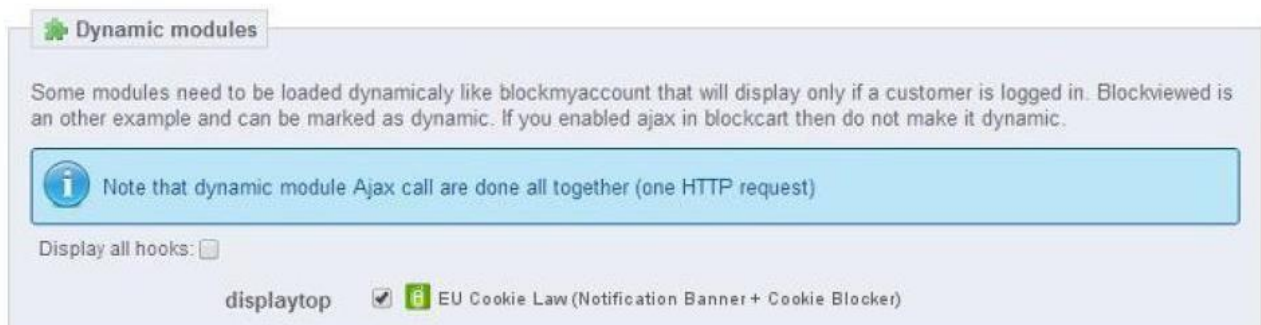 Dynamic modules
Some modules need to be loaded dynamicaly like blockmyaccount that will display only if a customer is logged in. Blockviewed is
an other example and can be marked as dynamic. If you enabled ajax in blockcart then do not make it dynamic.
Note that dynamic module Ajax call are done all together (one HTTP request)
Display all hooks:
displaytop EU Cookie Law (Notification Banner + Cookie Blocker)